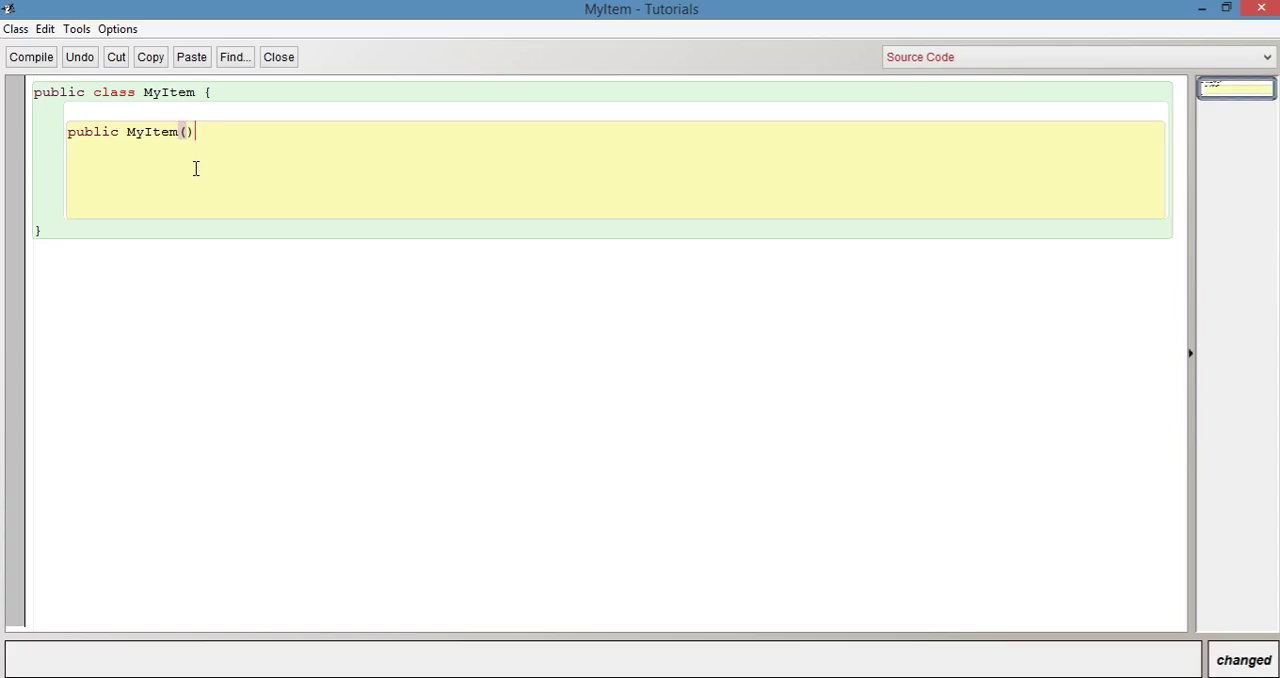 MyItem - Tutorials
Class Edit Tools Options
Compile Undo Cut Copy Paste Find... Close Source Code
public class MyItem {
public MyItem()
}
changed